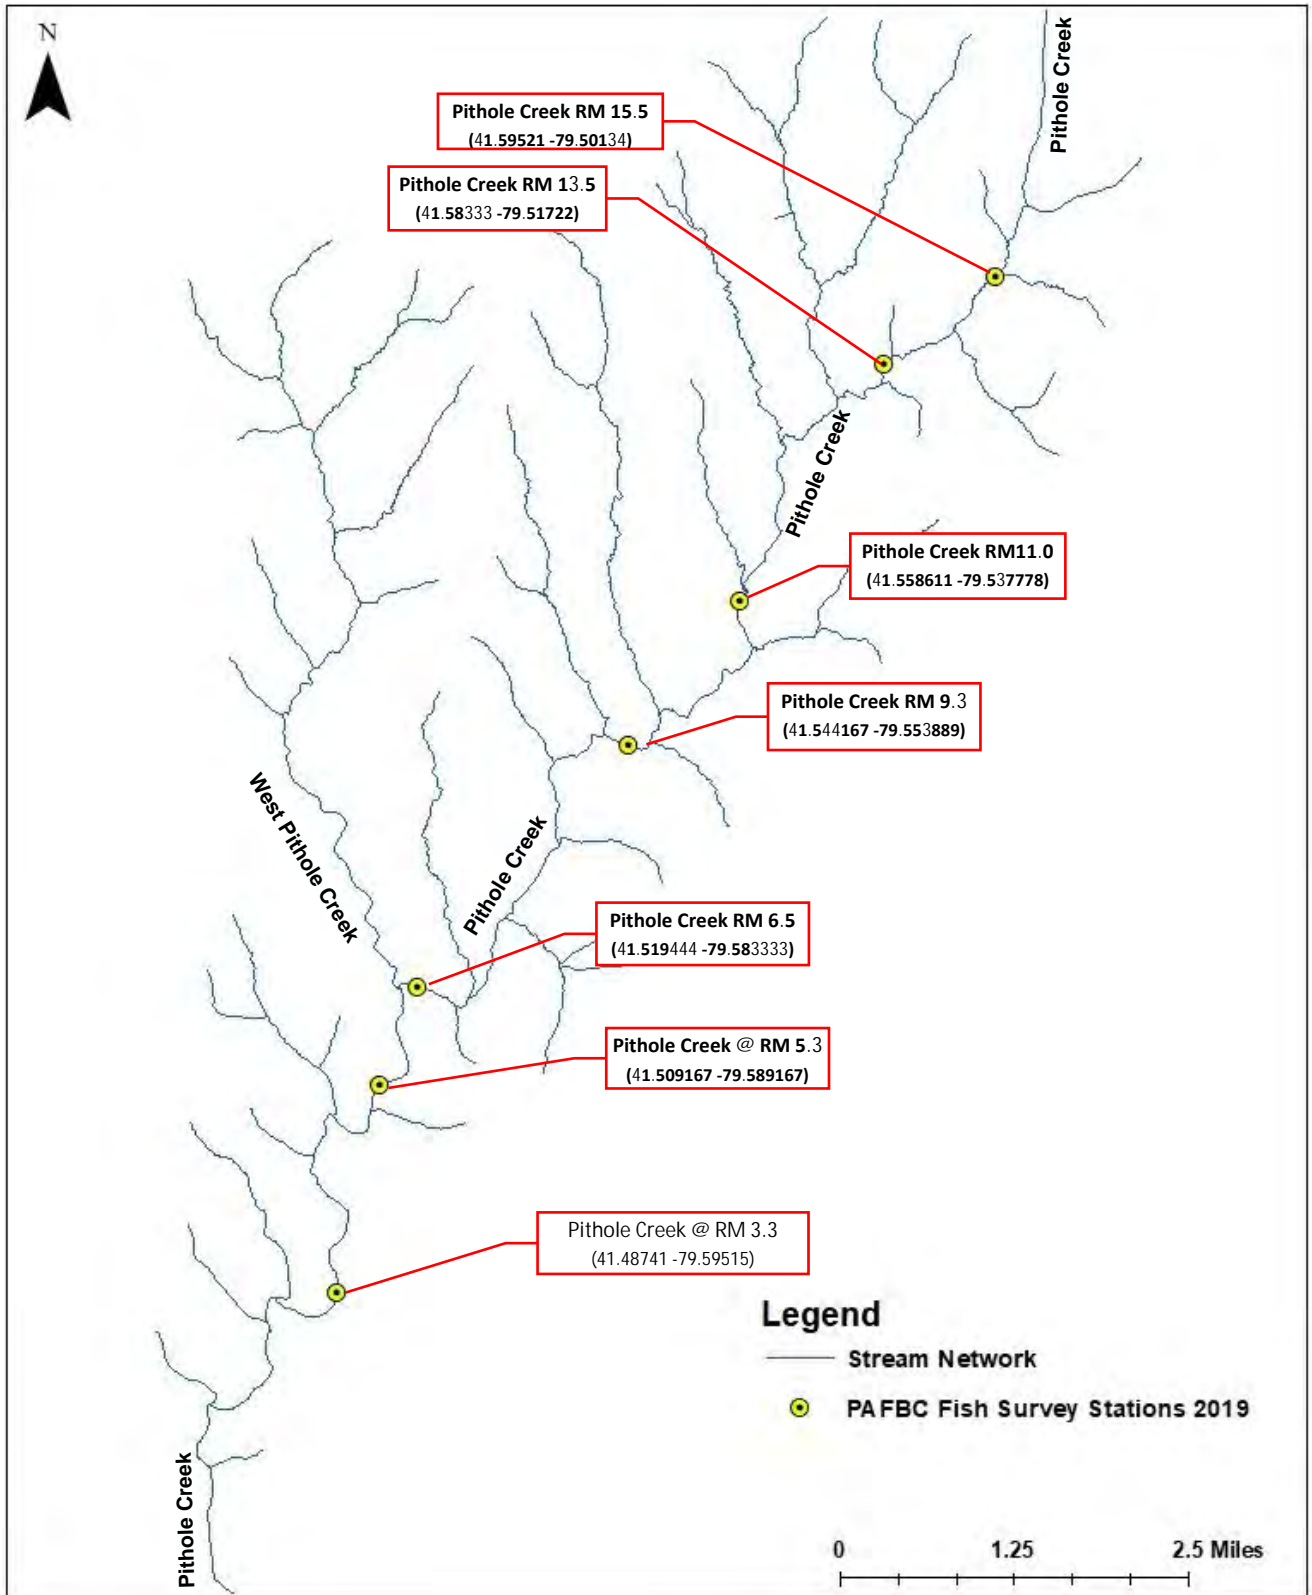 N
Pithole Creek
Pithole Creek RM 15.5
(41.59521 -79.50134)
Pithole Creek RM 13.5
(41.58333 -79.51722)
Pithole Creek
Pithole Creek RM11.0
(41.558611 -79.537778)
Pithole Creek RM 9.3
(41.544167 -79.553889)
West Pithole Creek
Pithole Creek
Pithole Creek RM 6.5
(41.519444 -79.583333)
Pithole Creek @ RM 5.3
(41.509167 -79.589167)
Pithole Creek @ RM 3.3
(41.48741 -79.59515)
Legend
Stream Network
PAFBC Fish Survey Stations 2019
Pithole Creek
0 1.25 2.5 Miles